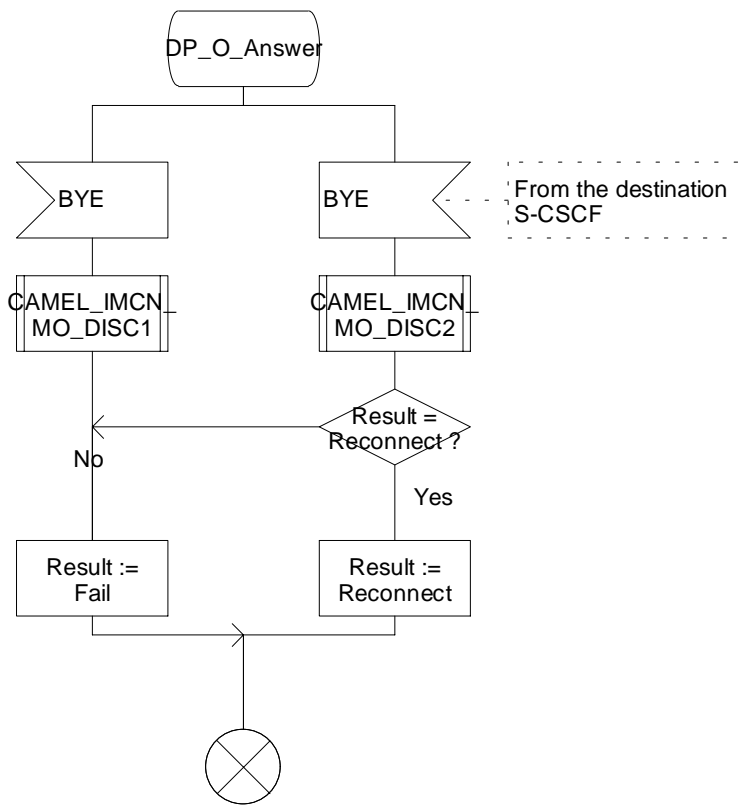 DP_O_Answer
BYE
BYE
From the destination
S-CSCF
CAMEL_IMCN_
MO_DISC1
CAMEL_IMCN_
MO_DISC2
Result =
Reconnect ?
No
Yes
Result :=
Fail
Result :=
Reconnect